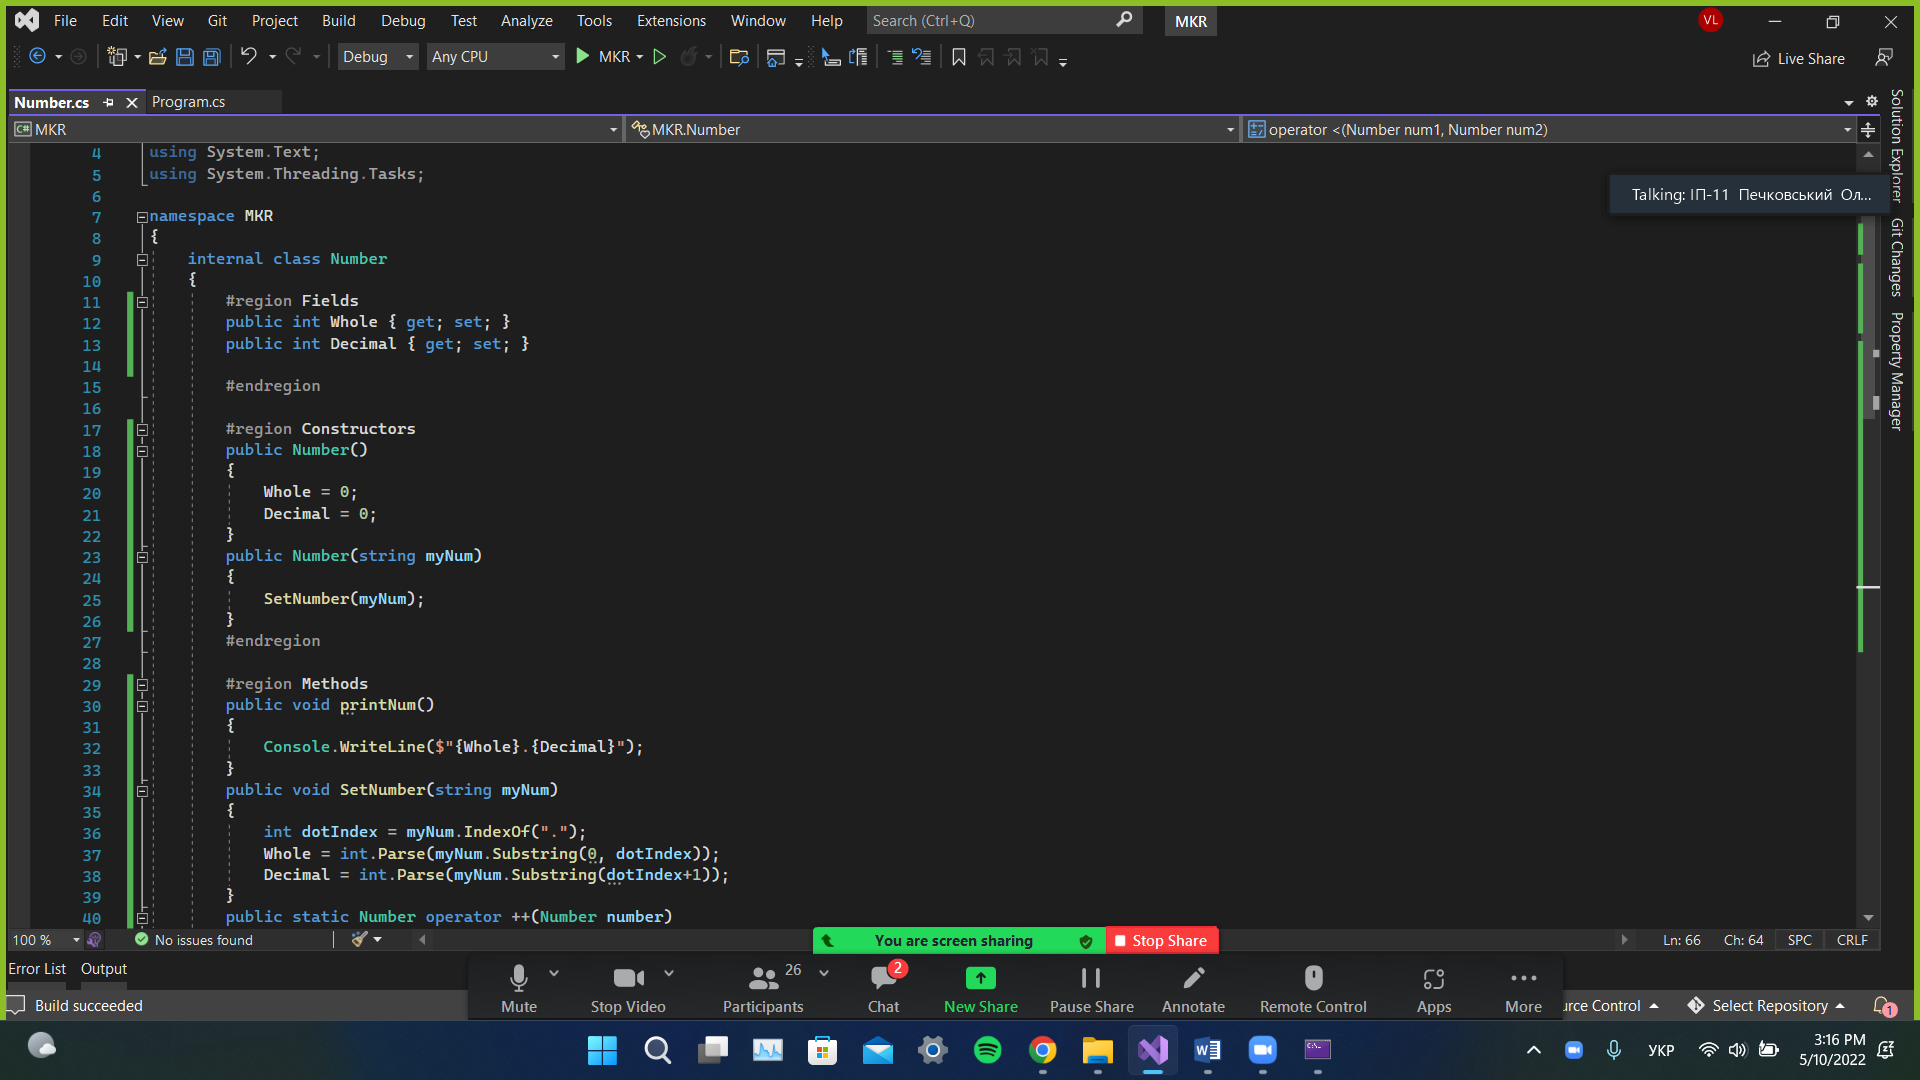 File Edit View Git Project Build Debug Test Analyze Tools Extensions Window Help Search (Ctrl+Q) MKR VL
Debug Any CPU MKR Live Share
Number.cs Program.cs
C# MKR MKR.Number operator <(Number num1, Number num2)
4 using System.Text;
5 using System.Threading.Tasks;
6
7 namespace MKR
8 {
9 internal class Number
10 {
11 #region Fields
12 public int Whole { get; set; }
13 public int Decimal { get; set; }
14
15 #endregion
16
17 #region Constructors
18 public Number()
19 {
20 Whole = 0;
21 Decimal = 0;
22 }
23 public Number(string myNum)
24 {
25 SetNumber(myNum);
26 }
27 #endregion
28
29 #region Methods
30 public void printNum()
31 {
32 Console.WriteLine($"{Whole}.{Decimal}");
33 }
34 public void SetNumber(string myNum)
35 {
36 int dotIndex = myNum.IndexOf(".");
37 Whole = int.Parse(myNum.Substring(0, dotIndex));
38 Decimal = int.Parse(myNum.Substring(dotIndex+1));
39 }
40 public static Number operator ++(Number number)
Talking: ІП-11 Печковський Ол...
Solution Explorer
Git Changes
Property Manager
100 % No issues found Ln: 66 Ch: 64 SPC CRLF
You are screen sharing Stop Share
Error List Output
26 2
Mute Stop Video Participants Chat New Share Pause Share Annotate Remote Control Apps More
Build succeeded urce Control Select Repository 1
УКР 3:16 PM
5/10/2022